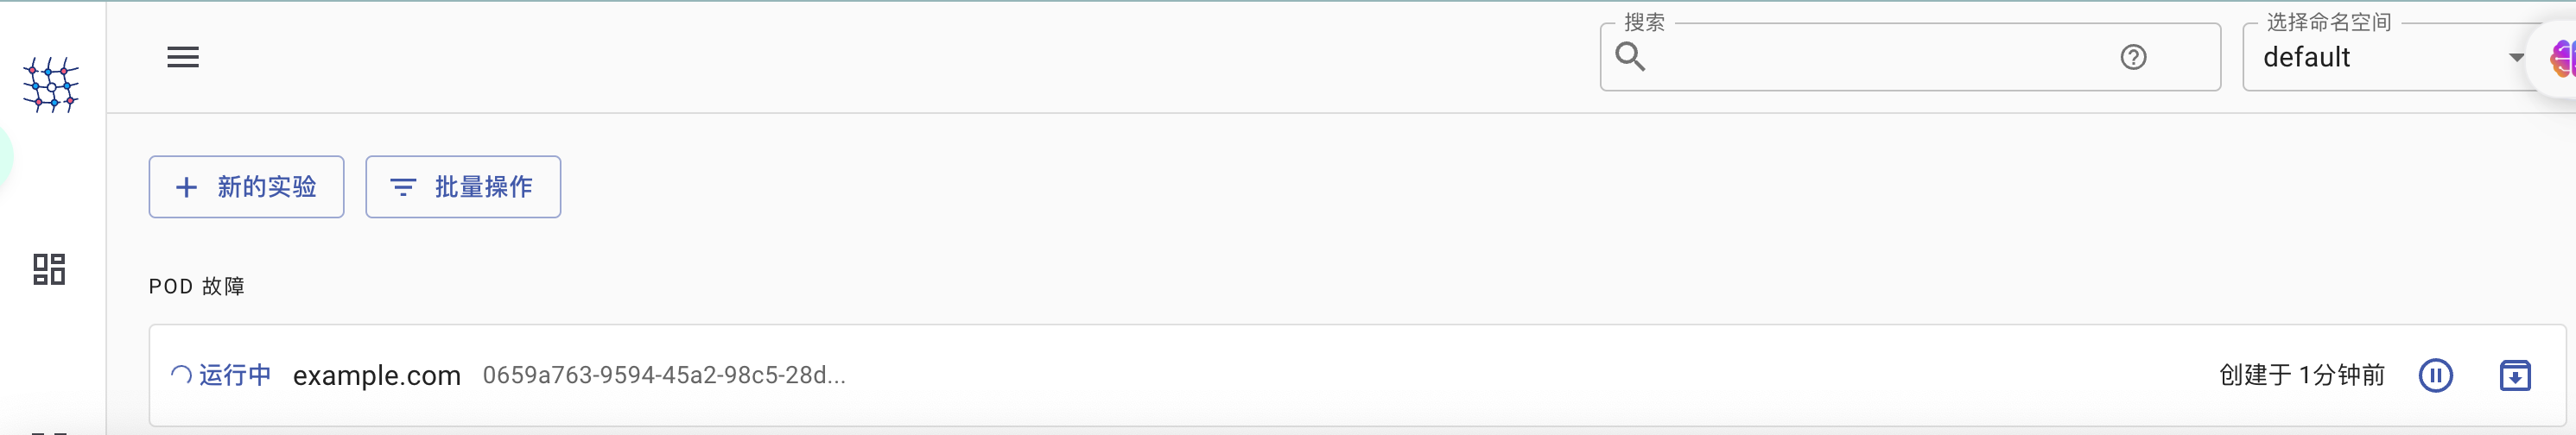 搜索
选择命名空间
default
新的实验
批量操作
POD 故障
运行中 example.com 0659a763-9594-45a2-98c5-28d... 创建于 1分钟前